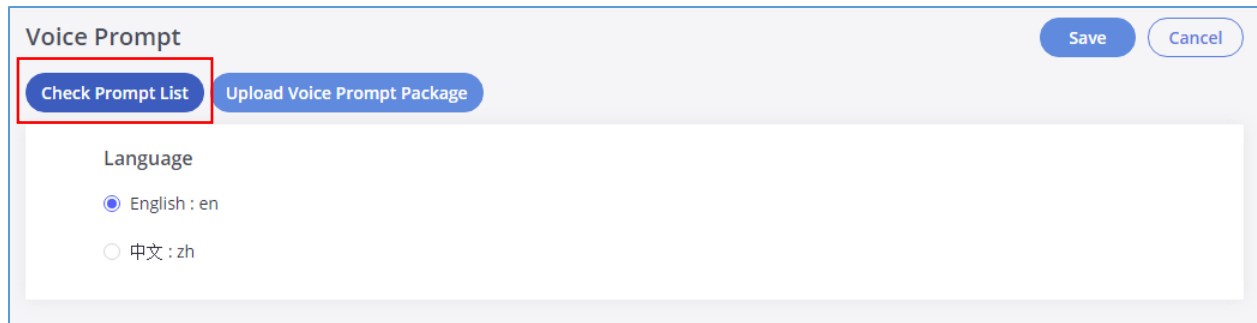 Voice Prompt
Save Cancel
Check Prompt List Upload Voice Prompt Package
Language
English : en
中文 : zh